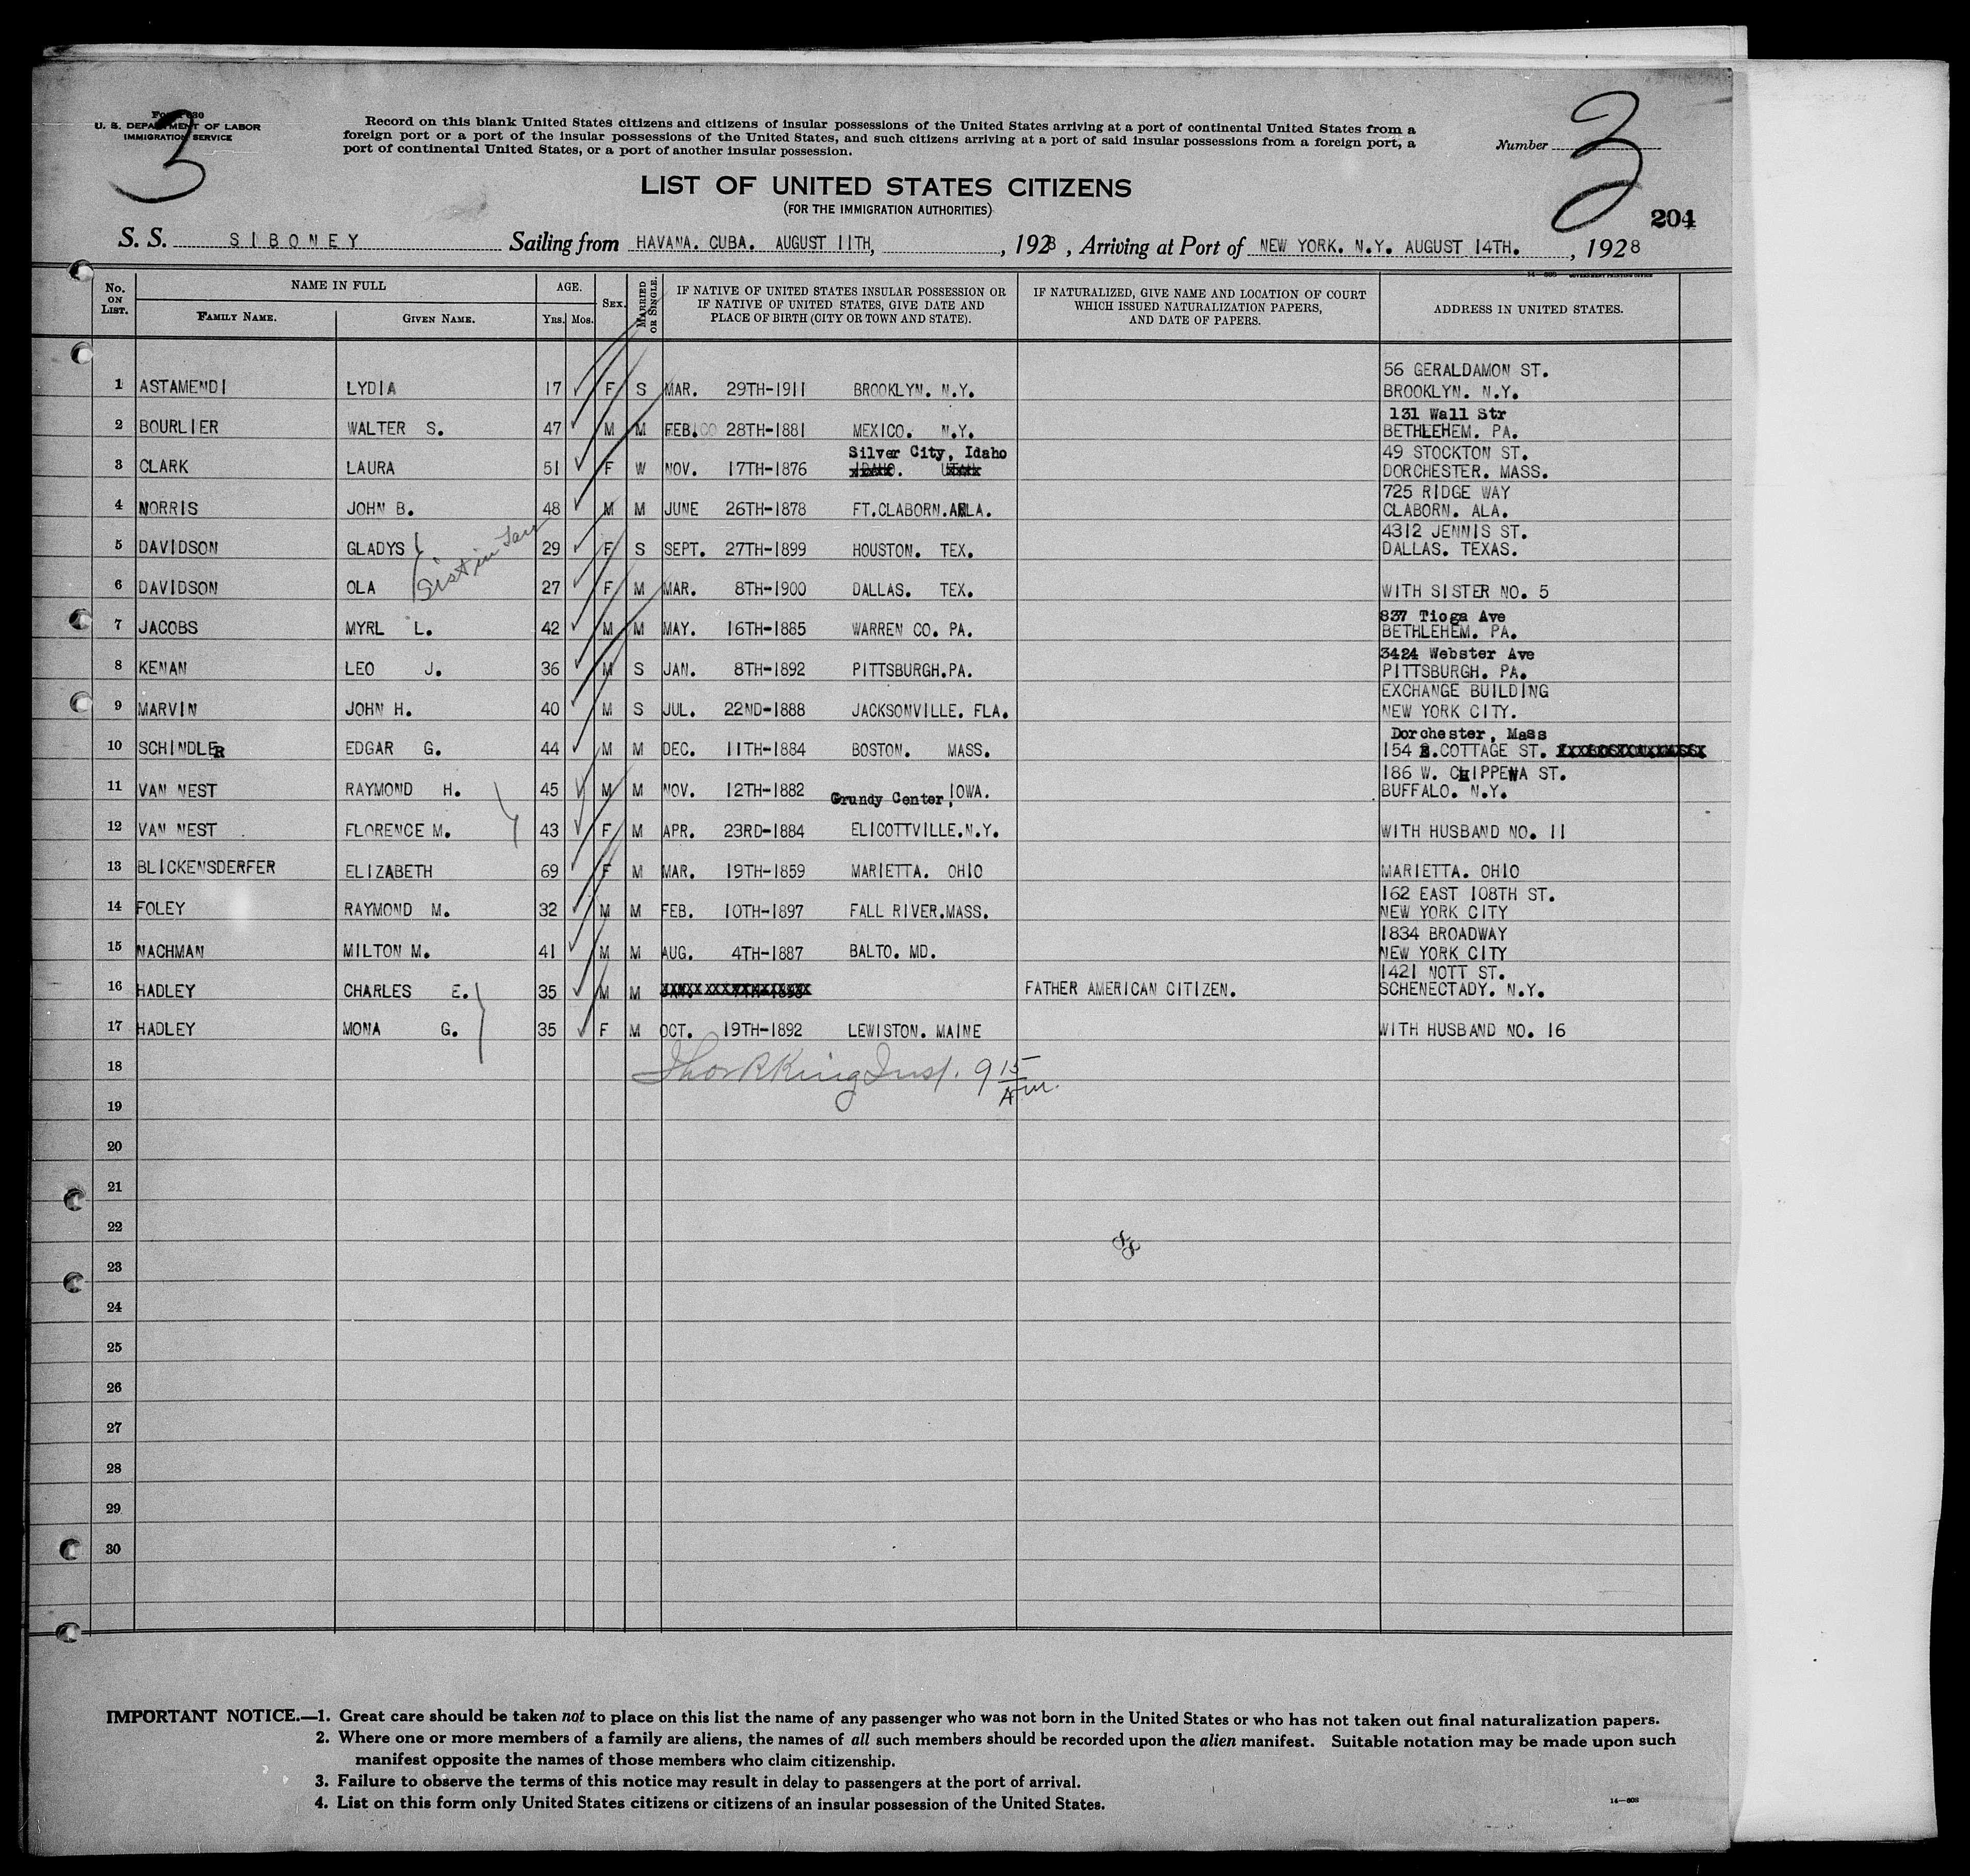 3
U. S. DEPARTMENT OF LABOR
IMMIGRATION SERVICE
Record on this blank United States citizens and citizens of insular possessions of the United States arriving at a port of continental United States from a
foreign port or a port of the insular possessions of the United States, and such citizens arriving at a port of said insular possessions from a foreign port, a
port of continental United States, or a port of another insular possession.
Number 3
LIST OF UNITED STATES CITIZENS
(FOR THE IMMIGRATION AUTHORITIES)
204
S. S. SIBONEY Sailing from HAVANA. CUBA. AUGUST 11TH, , 1928 , Arriving at Port of NEW YORK. N.Y. AUGUST 14TH. , 1928
No. ON LIST. NAME IN FULL FAMILY NAME. GIVEN NAME. AGE. Yrs. Mos. SEX. MARRIED OR SINGLE. IF NATIVE OF UNITED STATES INSULAR POSSESSION OR IF NATIVE OF UNITED STATES, GIVE DATE AND PLACE OF BIRTH (CITY OR TOWN AND STATE). IF NATURALIZED, GIVE NAME AND LOCATION OF COURT WHICH ISSUED NATURALIZATION PAPERS, AND DATE OF PAPERS. ADDRESS IN UNITED STATES.
56 GERALDAMON ST.
1 ASTAMENDI LYDIA 17 F S MAR. 29TH-1911 BROOKLYN. N.Y. BROOKLYN. N.Y.
131 Wall Str
2 BOURLIER WALTER S. 47 M M FEB. 28TH-1881 MEXICO. N.Y. BETHLEHEM. PA.
Silver City, Idaho 49 STOCKTON ST.
3 CLARK LAURA 51 F W NOV. 17TH-1876 DORCHESTER. MASS.
725 RIDGE WAY
4 NORRIS JOHN B. 48 M M JUNE 26TH-1878 FT.CLABORN.ALA. CLABORN. ALA.
4312 JENNIS ST.
5 DAVIDSON GLADYS 29 F S SEPT. 27TH-1899 HOUSTON. TEX. DALLAS. TEXAS.
6 DAVIDSON OLA 27 F M MAR. 8TH-1900 DALLAS. TEX. WITH SISTER NO. 5
837 Tioga Ave
7 JACOBS MYRL L. 42 M M MAY. 16TH-1885 WARREN CO. PA. BETHLEHEM. PA.
3424 Webster Ave
8 KENAN LEO J. 36 M S JAN. 8TH-1892 PITTSBURGH.PA. PITTSBURGH. PA.
EXCHANGE BUILDING
9 MARVIN JOHN H. 40 M S JUL. 22ND-1888 JACKSONVILLE. FLA. NEW YORK CITY.
Dorchester, Mass
10 SCHINDLER EDGAR G. 44 M M DEC. 11TH-1884 BOSTON. MASS. 154 E.COTTAGE ST.
186 W. CHIPPEWA ST.
11 VAN NEST RAYMOND H. 45 M M NOV. 12TH-1882 Grundy Center, IOWA. BUFFALO. N.Y.
12 VAN NEST FLORENCE M. 43 F M APR. 23RD-1884 ELICOTTVILLE.N.Y. WITH HUSBAND NO. 11
13 BLICKENSDERFER ELIZABETH 69 F M MAR. 19TH-1859 MARIETTA. OHIO MARIETTA. OHIO
162 EAST 108TH ST.
14 FOLEY RAYMOND M. 32 M M FEB. 10TH-1897 FALL RIVER.MASS. NEW YORK CITY
1834 BROADWAY
15 NACHMAN MILTON M. 41 M M AUG. 4TH-1887 BALTO. MD. NEW YORK CITY
1421 NOTT ST.
16 HADLEY CHARLES E. 35 M M FATHER AMERICAN CITIZEN. SCHENECTADY. N.Y.
17 HADLEY MONA G. 35 F M OCT. 19TH-1892 LEWISTON. MAINE WITH HUSBAND NO. 16
18 King Insp. 9 15 Am.
19
20
21
22
23
24
25
26
27
28
29
30
IMPORTANT NOTICE.—1. Great care should be taken not to place on this list the name of any passenger who was not born in the United States or who has not taken out final naturalization papers.
2. Where one or more members of a family are aliens, the names of all such members should be recorded upon the alien manifest. Suitable notation may be made upon such
manifest opposite the names of those members who claim citizenship.
3. Failure to observe the terms of this notice may result in delay to passengers at the port of arrival.
4. List on this form only United States citizens or citizens of an insular possession of the United States.